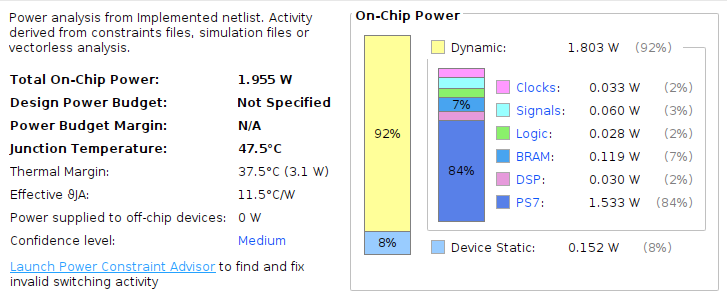 Power analysis from Implemented netlist. Activity
derived from constraints files, simulation files or
vectorless analysis.
Total On-Chip Power: 1.955 W
Design Power Budget: Not Specified
Power Budget Margin: N/A
Junction Temperature: 47.5°C
Thermal Margin: 37.5°C (3.1 W)
Effective ϑJA: 11.5°C/W
Power supplied to off-chip devices: 0 W
Confidence level: Medium
Launch Power Constraint Advisor to find and fix
invalid switching activity
On-Chip Power
92%
8%
Dynamic: 1.803 W (92%)
7%
84%
Clocks: 0.033 W (2%)
Signals: 0.060 W (3%)
Logic: 0.028 W (2%)
BRAM: 0.119 W (7%)
DSP: 0.030 W (2%)
PS7: 1.533 W (84%)
Device Static: 0.152 W (8%)